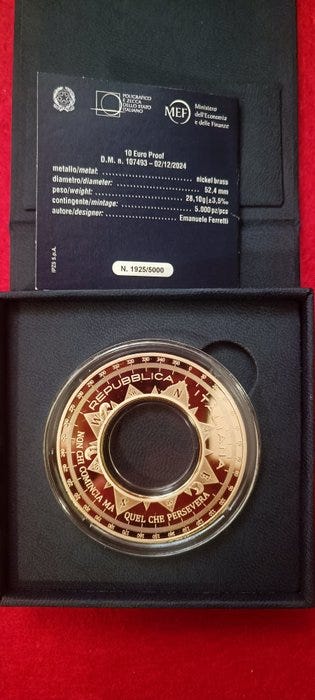 POLIGRAFICO
E ZECCA
DELLO STATO
ITALIANO
MEF
Ministero
dell'Economia
e delle Finanze
10 Euro Proof
D.M. n. 107493 - 02/12/2024
metallo/metal: nickel brass
diametro/diameter: 52,4 mm
peso/weight: 28,10g±3,5‰
contingente/mintage: 5.000 pz/pcs
autore/designer: Emanuele Ferretti
N. 1925/5000
IPZS S.p.A.
REPUBBLICA ITALIANA
NON CHI COMINCIA MA QUEL CHE PERSEVERA